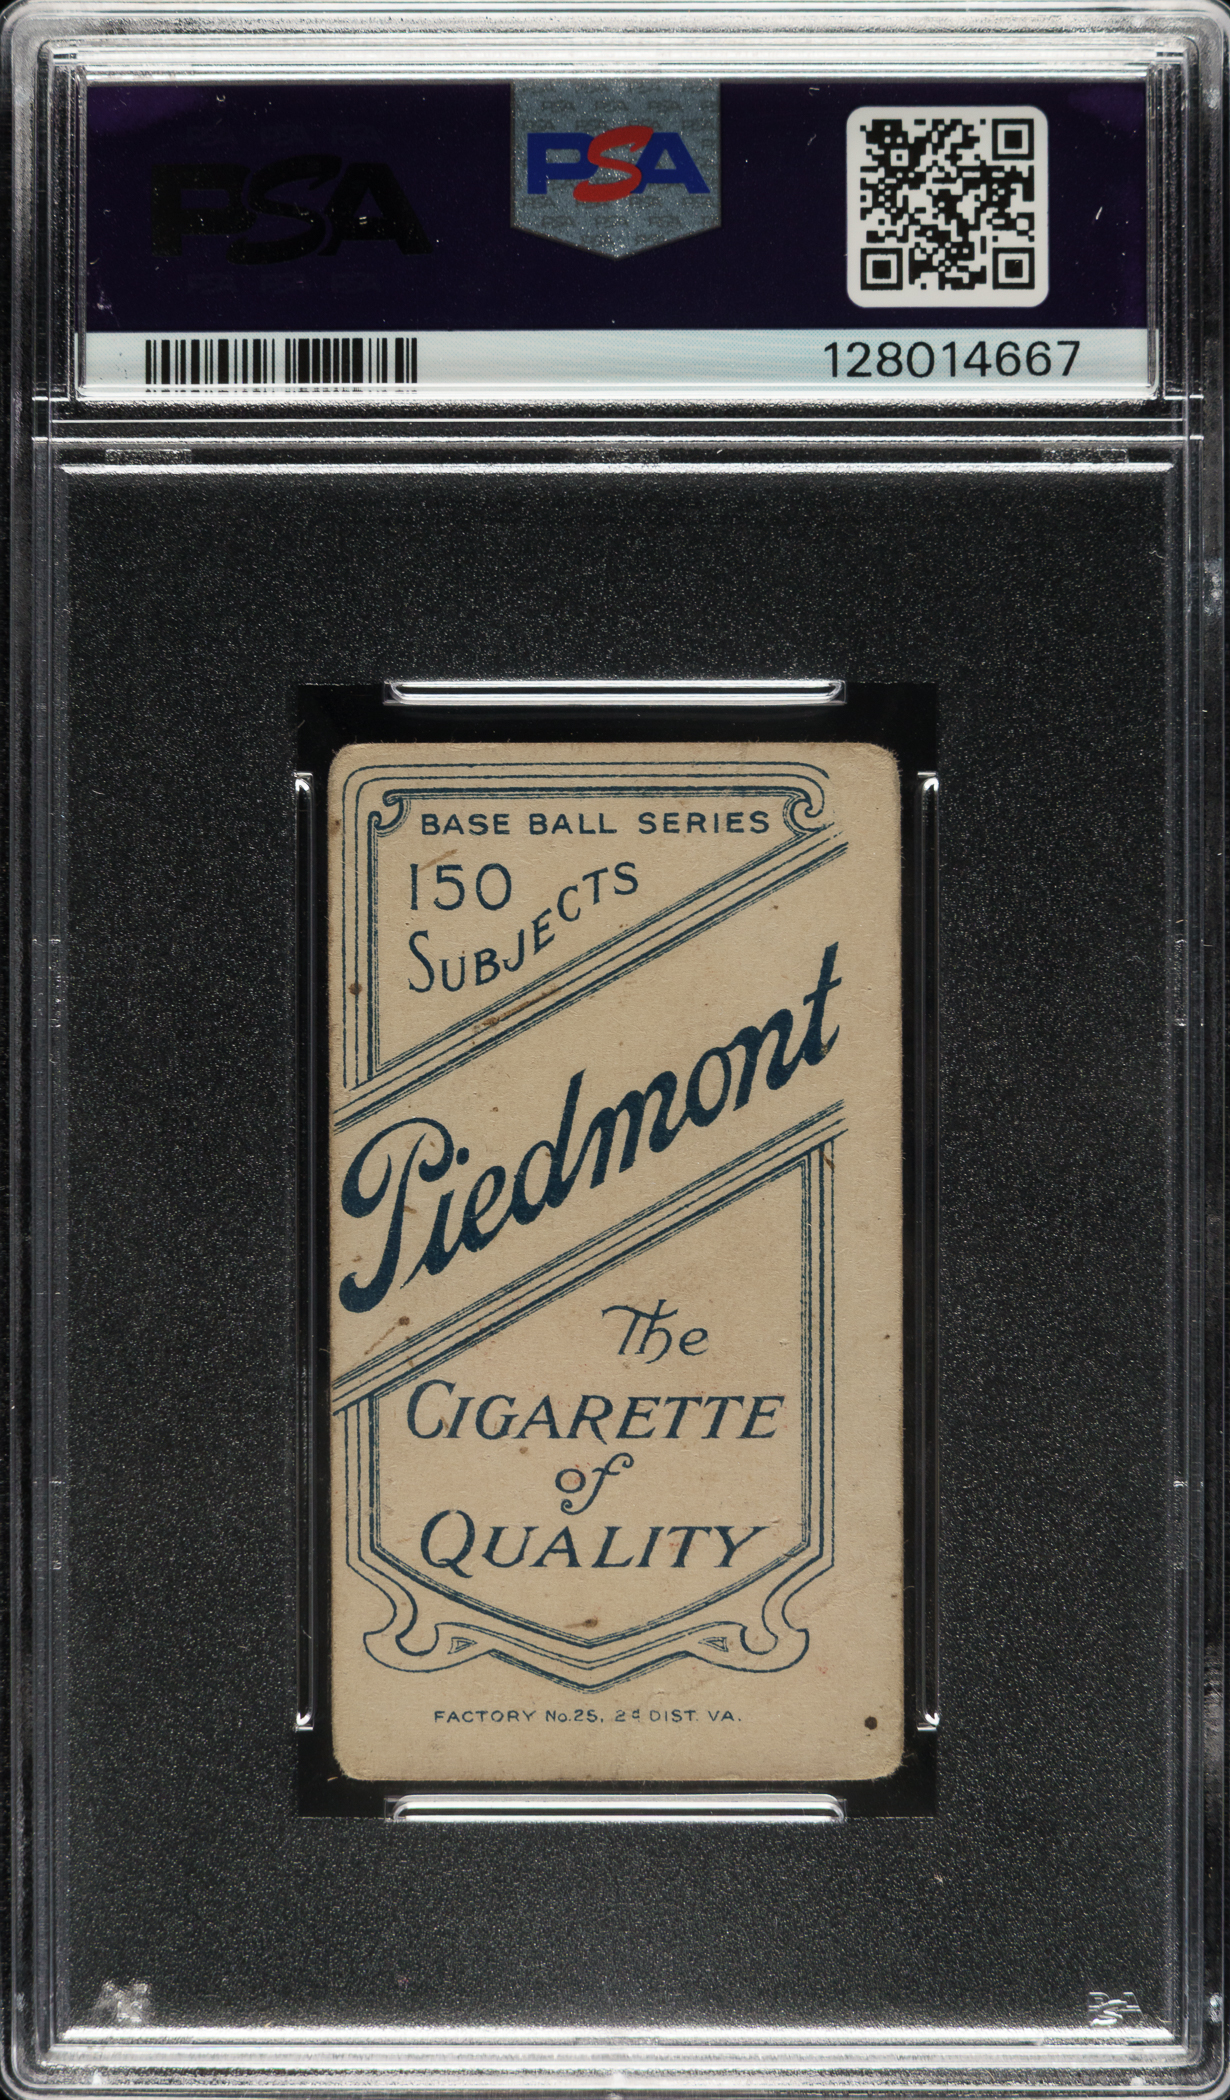 PSA
PSA
128014667
BASE BALL SERIES
150
SUBJECTS
Piedmont
The
CIGARETTE
of
QUALITY
FACTORY No.25, 2d DIST. VA.
PSA